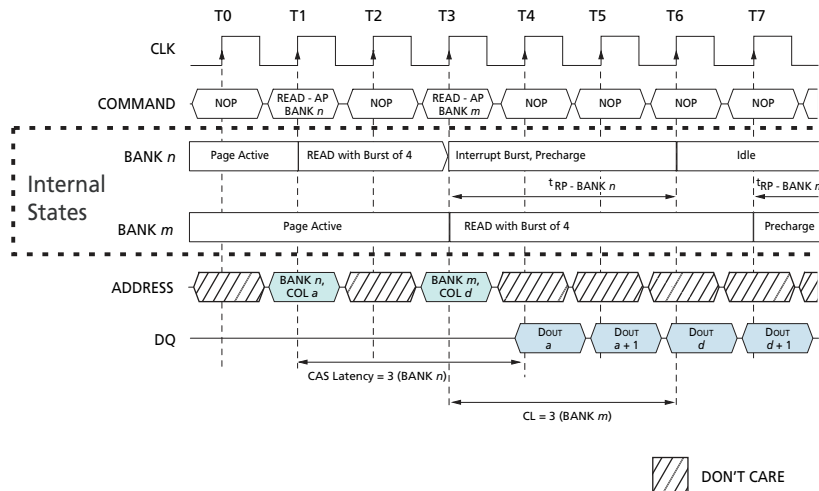 T0 T1 T2 T3 T4 T5 T6 T7
CLK
COMMAND NOP READ - AP BANK n NOP READ - AP BANK m NOP NOP NOP NOP
Internal States
BANK n Page Active READ with Burst of 4 Interrupt Burst, Precharge Idle
tRP - BANK n tRP - BANK m
BANK m Page Active READ with Burst of 4 Precharge
ADDRESS BANK n, COL a BANK m, COL d
DQ DOUT a DOUT a + 1 DOUT d DOUT d + 1
CAS Latency = 3 (BANK n)
CL = 3 (BANK m)
DON'T CARE